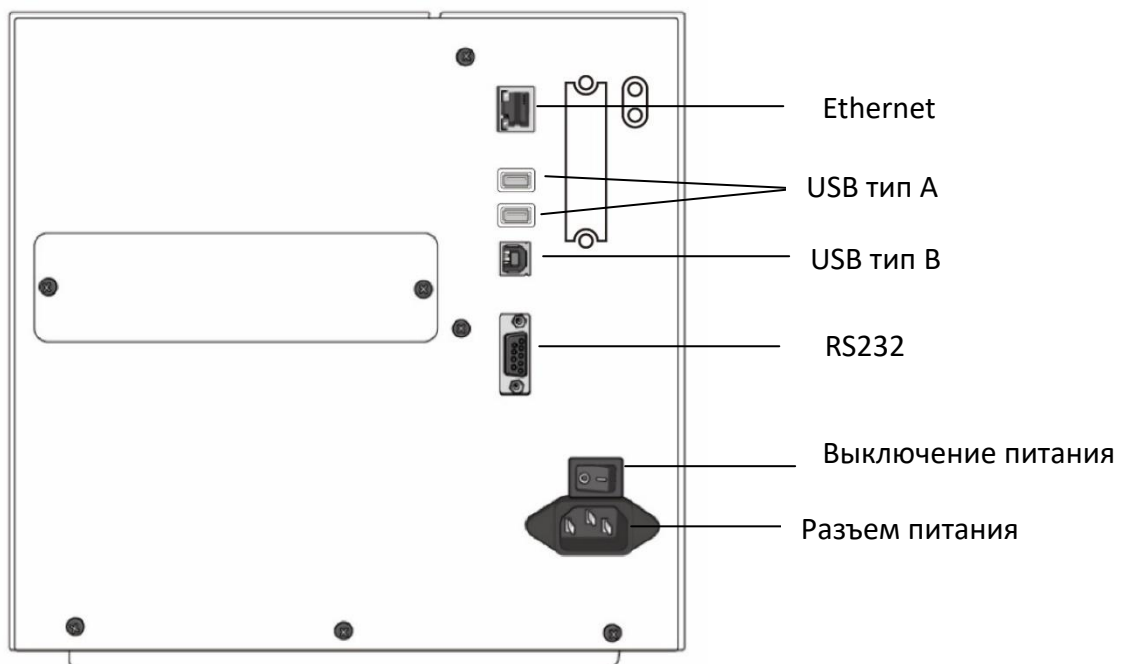 Ethernet
USB тип A
USB тип B
RS232
Выключение питания
Разъем питания